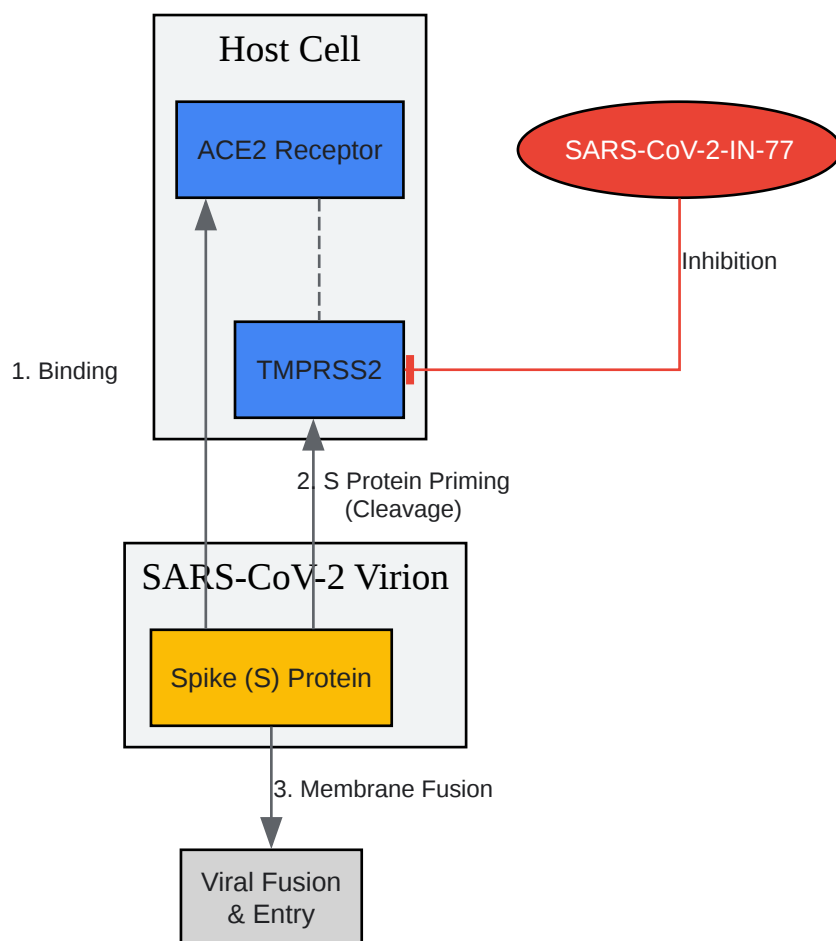 Host Cell
ACE2 Receptor
SARS-CoV-2-IN-77
Inhibition
TMPRSS2
1. Binding
2. S Protein Priming
(Cleavage)
SARS-CoV-2 Virion
Spike (S) Protein
3. Membrane Fusion
Viral Fusion
& Entry